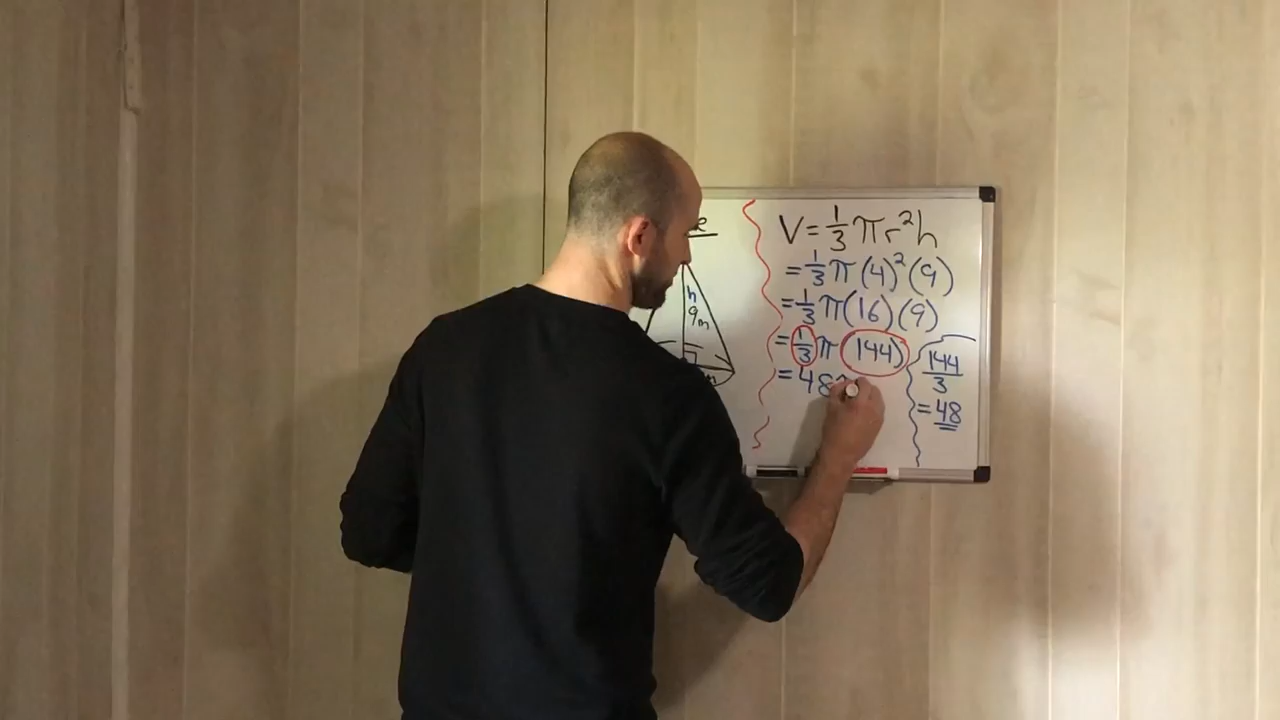 h
9m
V = 1/3 πr²h
= 1/3 π (4)² (9)
= 1/3 π (16) (9)
= 1/3 π (144)
= 48
144/3
= 48